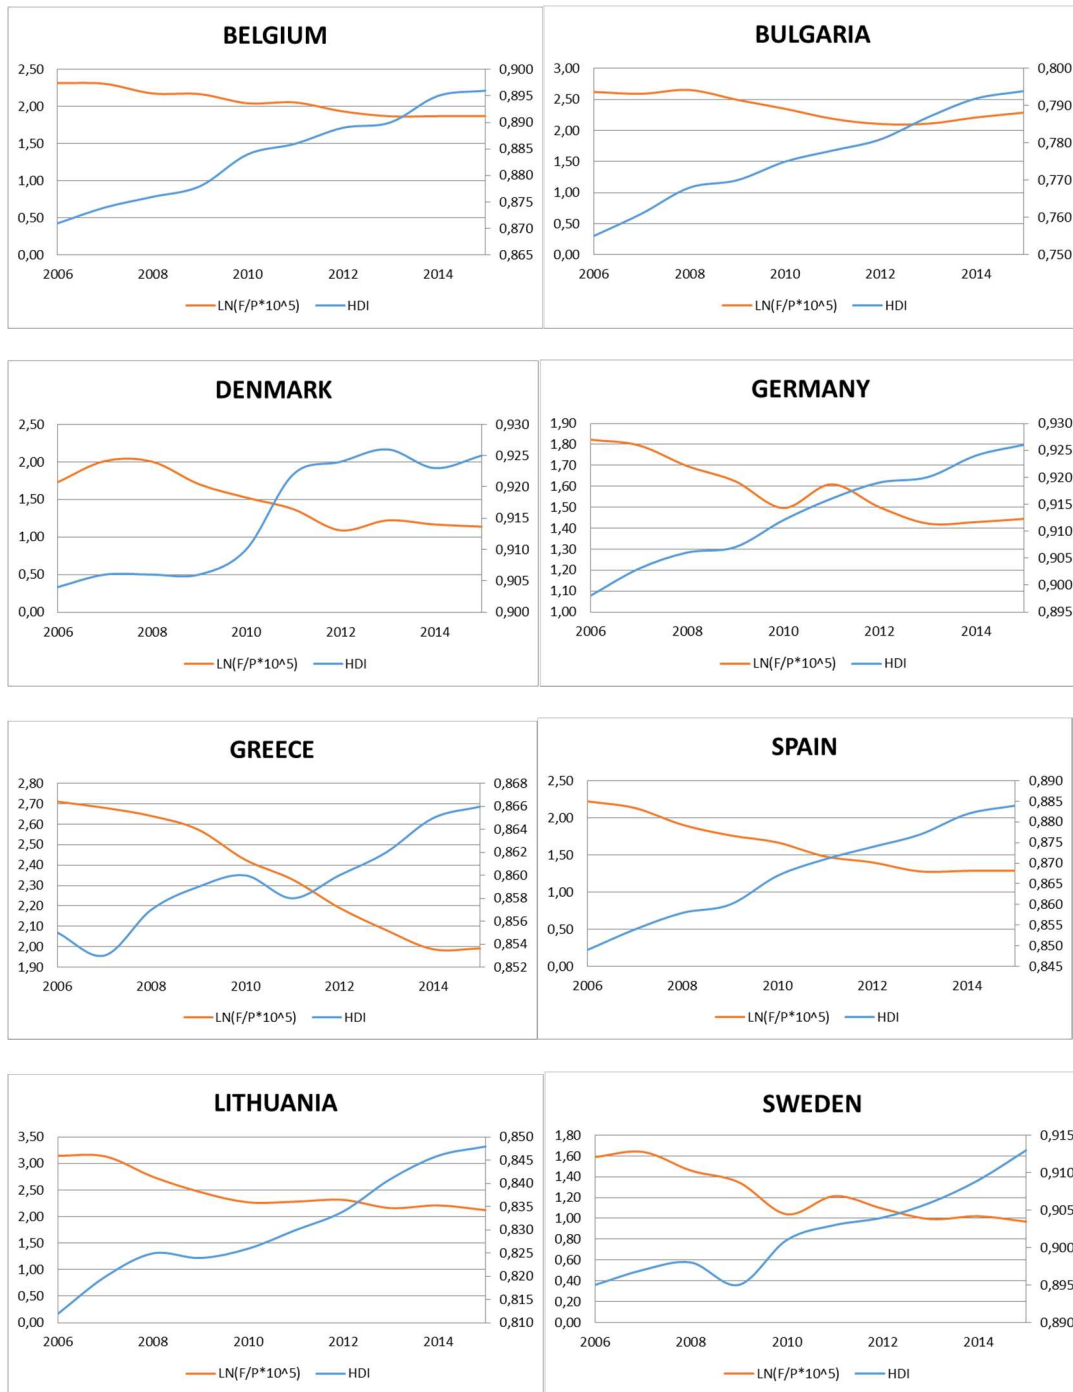 BELGIUM
2,50 0,900
2,00 0,895
0,890
1,50 0,885
1,00 0,880
0,875
0,50 0,870
0,00 0,865
2006 2008 2010 2012 2014
LN(F/P*10^5) HDI
BULGARIA
3,00 0,800
2,50 0,790
2,00 0,780
1,50
1,00 0,770
0,50 0,760
0,00 0,750
2006 2008 2010 2012 2014
LN(F/P*10^5) HDI
DENMARK
2,50 0,930
2,00 0,925
1,50 0,920
0,915
1,00 0,910
0,50 0,905
0,00 0,900
2006 2008 2010 2012 2014
LN(F/P*10^5) HDI
GERMANY
1,90 0,930
1,80 0,925
1,70 0,920
1,60 0,915
1,50
1,40 0,910
1,30 0,905
1,20 0,900
1,10
1,00 0,895
2006 2008 2010 2012 2014
LN(F/P*10^5) HDI
GREECE
2,80 0,868
2,70 0,866
2,60 0,864
2,50 0,862
2,40 0,860
2,30 0,858
2,20 0,856
2,10 0,854
2,00
1,90 0,852
2006 2008 2010 2012 2014
LN(F/P*10^5) HDI
SPAIN
2,50 0,890
2,00 0,885
0,880
1,50 0,875
0,870
1,00 0,865
0,860
0,50 0,855
0,850
0,00 0,845
2006 2008 2010 2012 2014
LN(F/P*10^5) HDI
LITHUANIA
3,50 0,850
3,00 0,845
2,50 0,840
2,00 0,835
1,50 0,830
1,00 0,825
0,50 0,820
0,815
0,00 0,810
2006 2008 2010 2012 2014
LN(F/P*10^5) HDI
SWEDEN
1,80 0,915
1,60 0,910
1,40
1,20 0,905
1,00
0,80 0,900
0,60
0,40 0,895
0,20
0,00 0,890
2006 2008 2010 2012 2014
LN(F/P*10^5) HDI